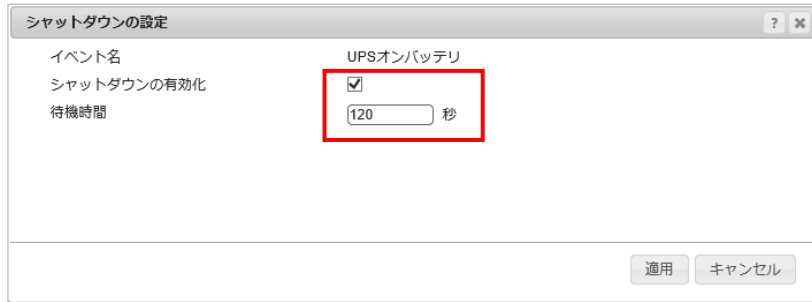 シャットダウンの設定 ?
イベント名 UPSオンバッテリ
シャットダウンの有効化
待機時間 120 秒
適用 キャンセル